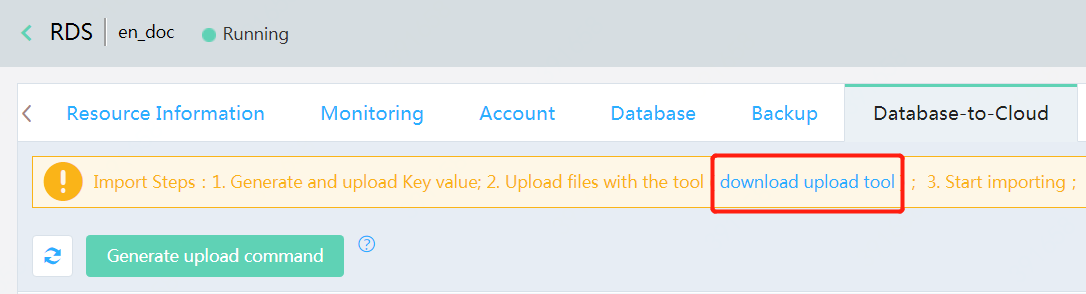 RDS en_doc Running
Resource Information Monitoring Account Database Backup Database-to-Cloud
Import Steps：1. Generate and upload Key value; 2. Upload files with the tool download upload tool ； 3. Start importing；
Generate upload command ?